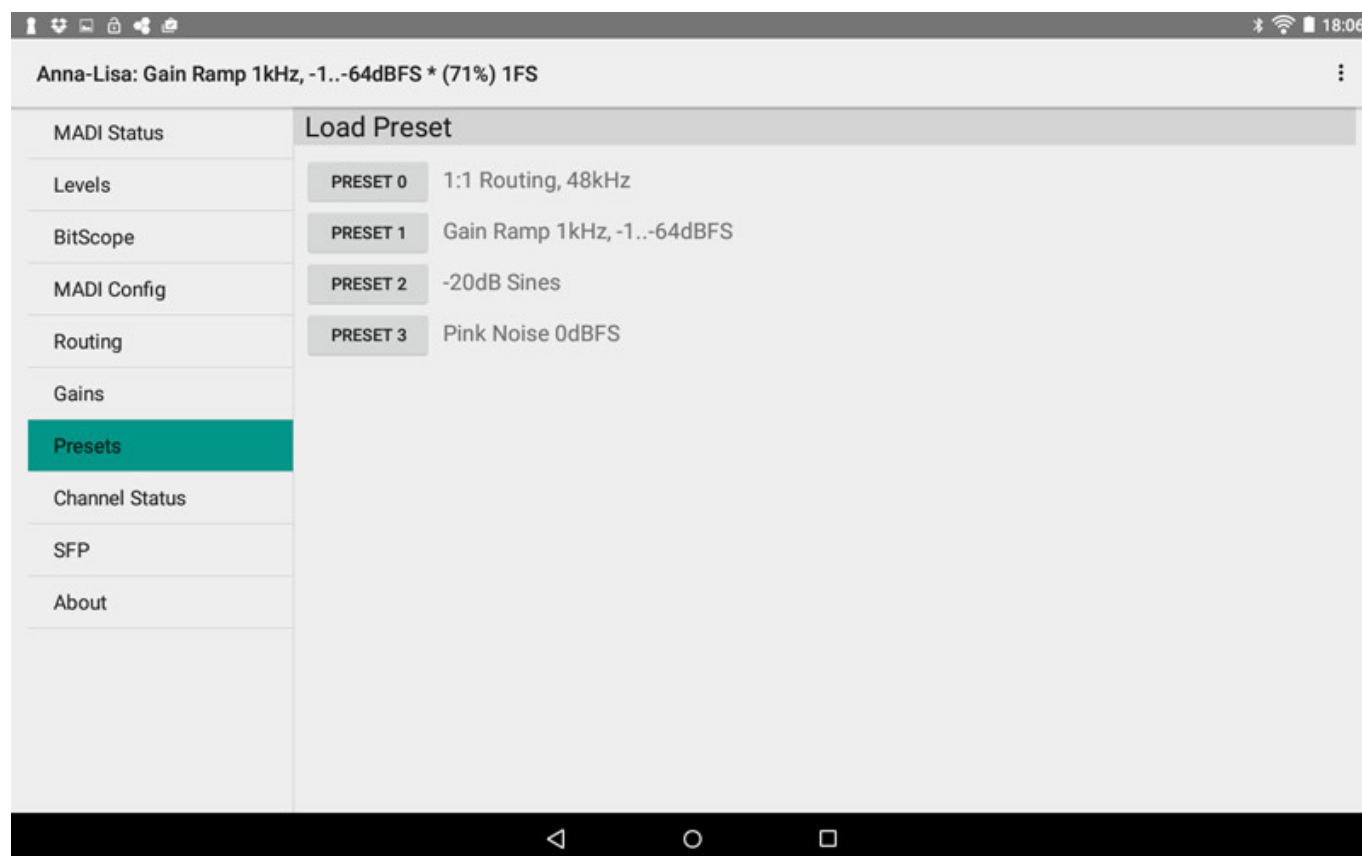 18:06
Anna-Lisa: Gain Ramp 1kHz, -1..-64dBFS * (71%) 1FS
MADI Status
Levels
BitScope
MADI Config
Routing
Gains
Presets
Channel Status
SFP
About
Load Preset
PRESET 0 1:1 Routing, 48kHz
PRESET 1 Gain Ramp 1kHz, -1..-64dBFS
PRESET 2 -20dB Sines
PRESET 3 Pink Noise 0dBFS